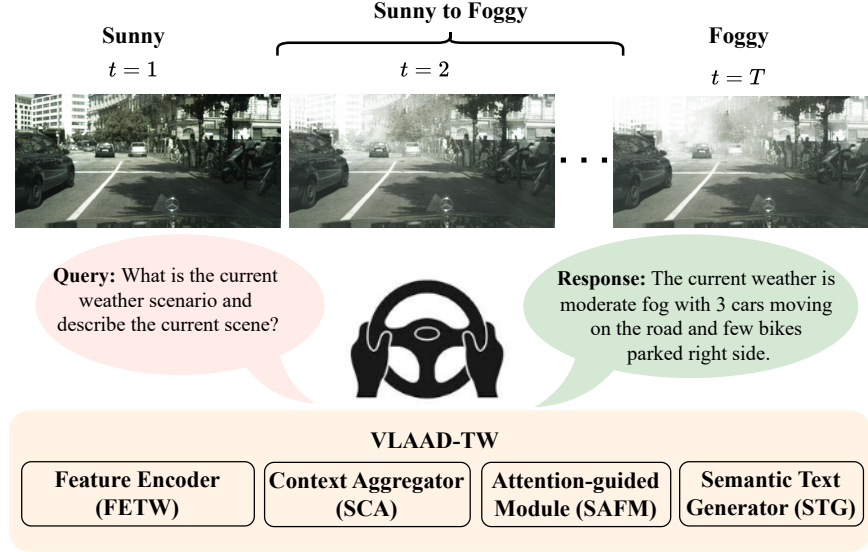 Sunny to Foggy
Sunny
Foggy
t = 1
t = 2
t = T
Query: What is the current
weather scenario and
describe the current scene?
Response: The current weather is
moderate fog with 3 cars moving
on the road and few bikes
parked right side.
VLAAD-TW
Feature Encoder
(FETW)
Context Aggregator
(SCA)
Attention-guided
Module (SAFM)
Semantic Text
Generator (STG)